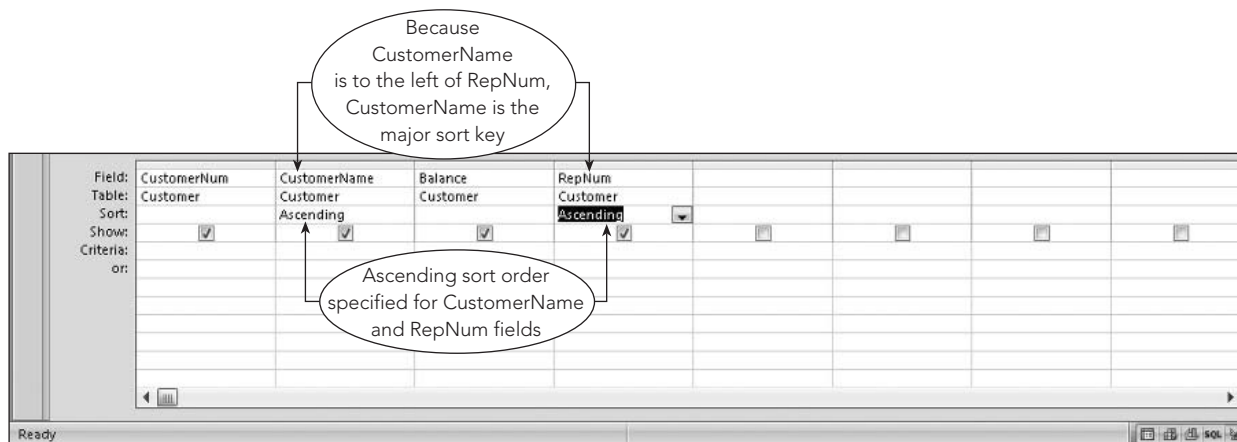 Because
CustomerName
is to the left of RepNum,
CustomerName is the
major sort key
Field: CustomerNum CustomerName Balance RepNum
Table: Customer Customer Customer Customer
Sort: Ascending Ascending
Show:
Criteria:
or:
Ascending sort order
specified for CustomerName
and RepNum fields
Ready SQL